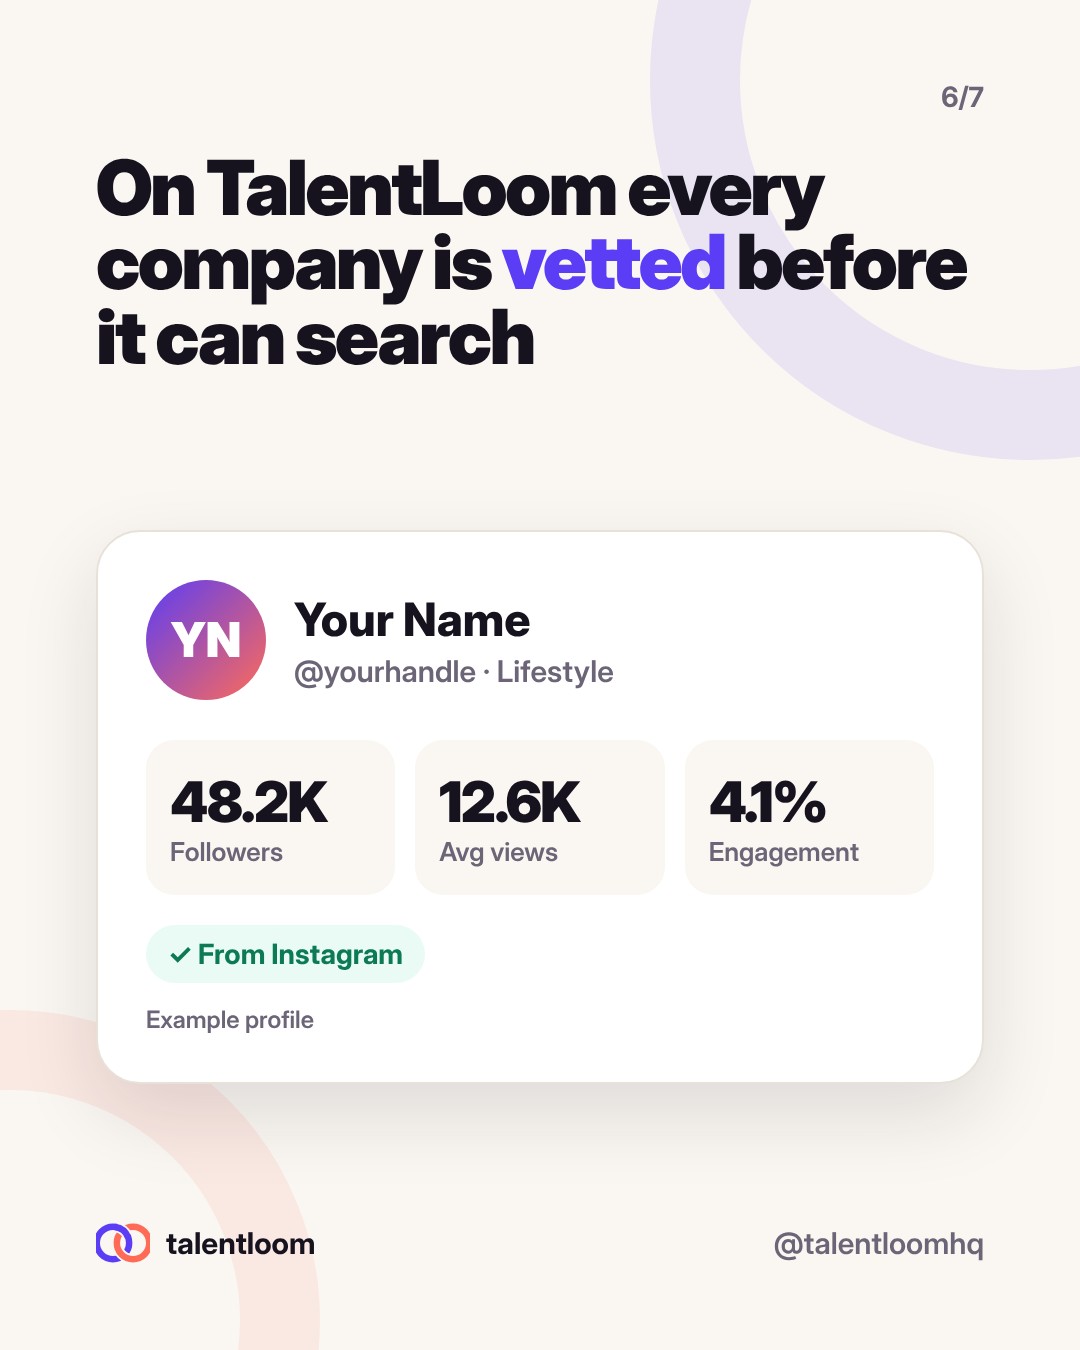 6/7
On TalentLoom every
company is vetted before
it can search
YN
Your Name
@yourhandle · Lifestyle
48.2K
Followers
12.6K
Avg views
4.1%
Engagement
✓ From Instagram
Example profile
talentloom
@talentloomhq